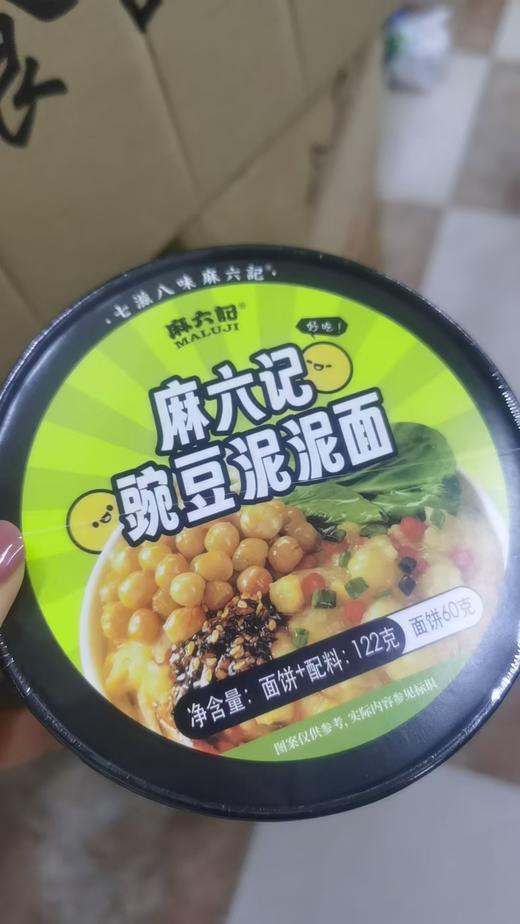 食
·七滋八味麻六記·
麻六記®
MALUJI
好吃!
麻六记
豌豆泥泥面
净含量：面饼+配料：122克 面饼60克
图案仅供参考,实际内容参见标识